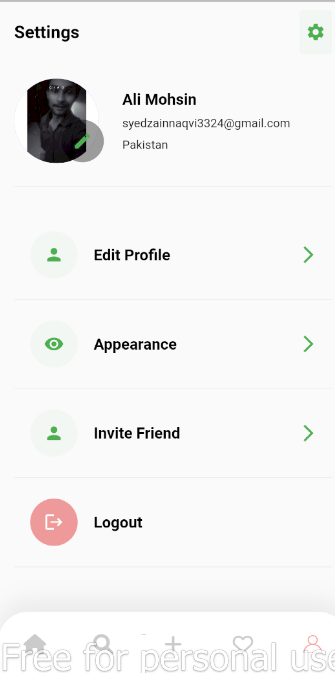 Settings
Ali Mohsin
syedzainnaqvi3324@gmail.com
Pakistan
Edit Profile
Appearance
Invite Friend
Logout
Free for personal use